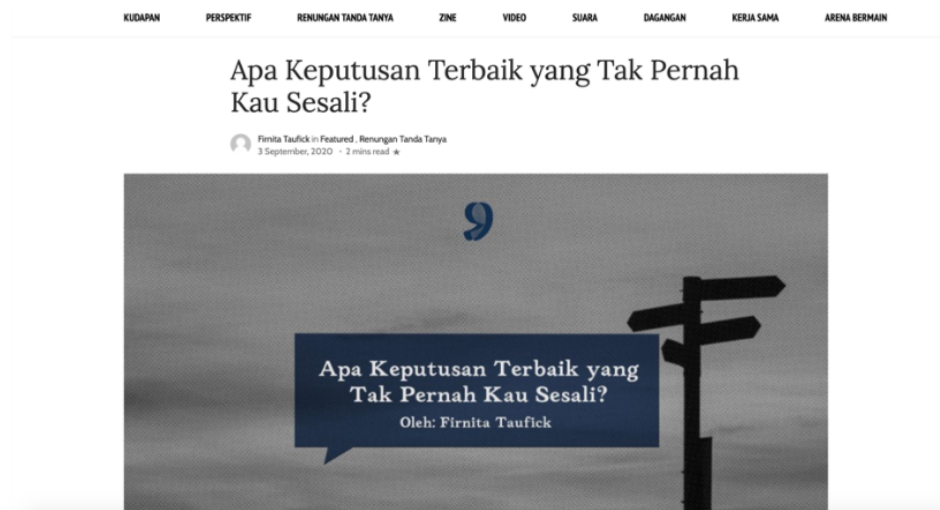 KUDAPAN PERSPEKTIF RENUNGAN TANDA TANYA ZINE VIDEO SUARA DAGANGAN KERJA SAMA ARENA BERMAIN
Apa Keputusan Terbaik yang Tak Pernah
Kau Sesali?
Firnita Taufick in Featured , Renungan Tanda Tanya
3 September, 2020 · 2 mins read ★
Apa Keputusan Terbaik yang
Tak Pernah Kau Sesali?
Oleh: Firnita Taufick